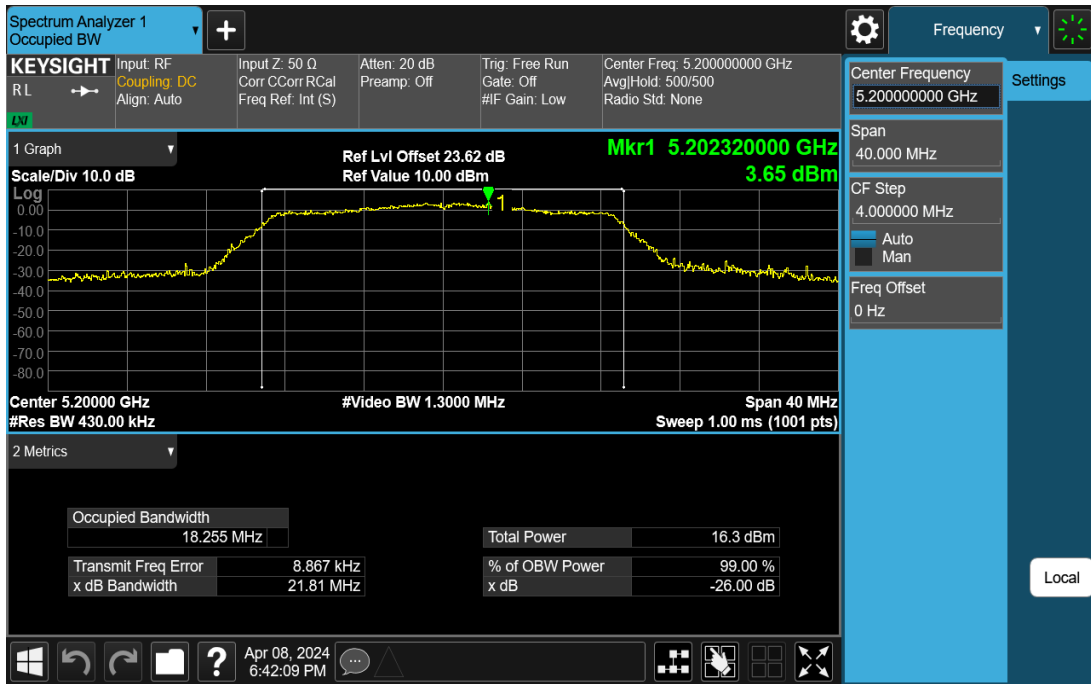 Spectrum Analyzer 1
Occupied BW
+
Frequency
KEYSIGHT
RL
LXI
Input: RF
Coupling: DC
Align: Auto
Input Z: 50 Ω
Corr CCorr RCal
Freq Ref: Int (S)
Atten: 20 dB
Preamp: Off
Trig: Free Run
Gate: Off
#IF Gain: Low
Center Freq: 5.200000000 GHz
Avg|Hold: 500/500
Radio Std: None
Center Frequency
5.200000000 GHz
Settings
Span
40.000 MHz
CF Step
4.000000 MHz
Auto
Man
Freq Offset
0 Hz
Local
1 Graph
Scale/Div 10.0 dB
Ref Lvl Offset 23.62 dB
Ref Value 10.00 dBm
Mkr1 5.202320000 GHz
3.65 dBm
Log
0.00
-10.0
-20.0
-30.0
-40.0
-50.0
-60.0
-70.0
-80.0
1
Center 5.20000 GHz
#Res BW 430.00 kHz
#Video BW 1.3000 MHz
Span 40 MHz
Sweep 1.00 ms (1001 pts)
2 Metrics
Occupied Bandwidth
18.255 MHz
Total Power 16.3 dBm
Transmit Freq Error 8.867 kHz
% of OBW Power 99.00 %
x dB Bandwidth 21.81 MHz
x dB -26.00 dB
?
Apr 08, 2024
6:42:09 PM